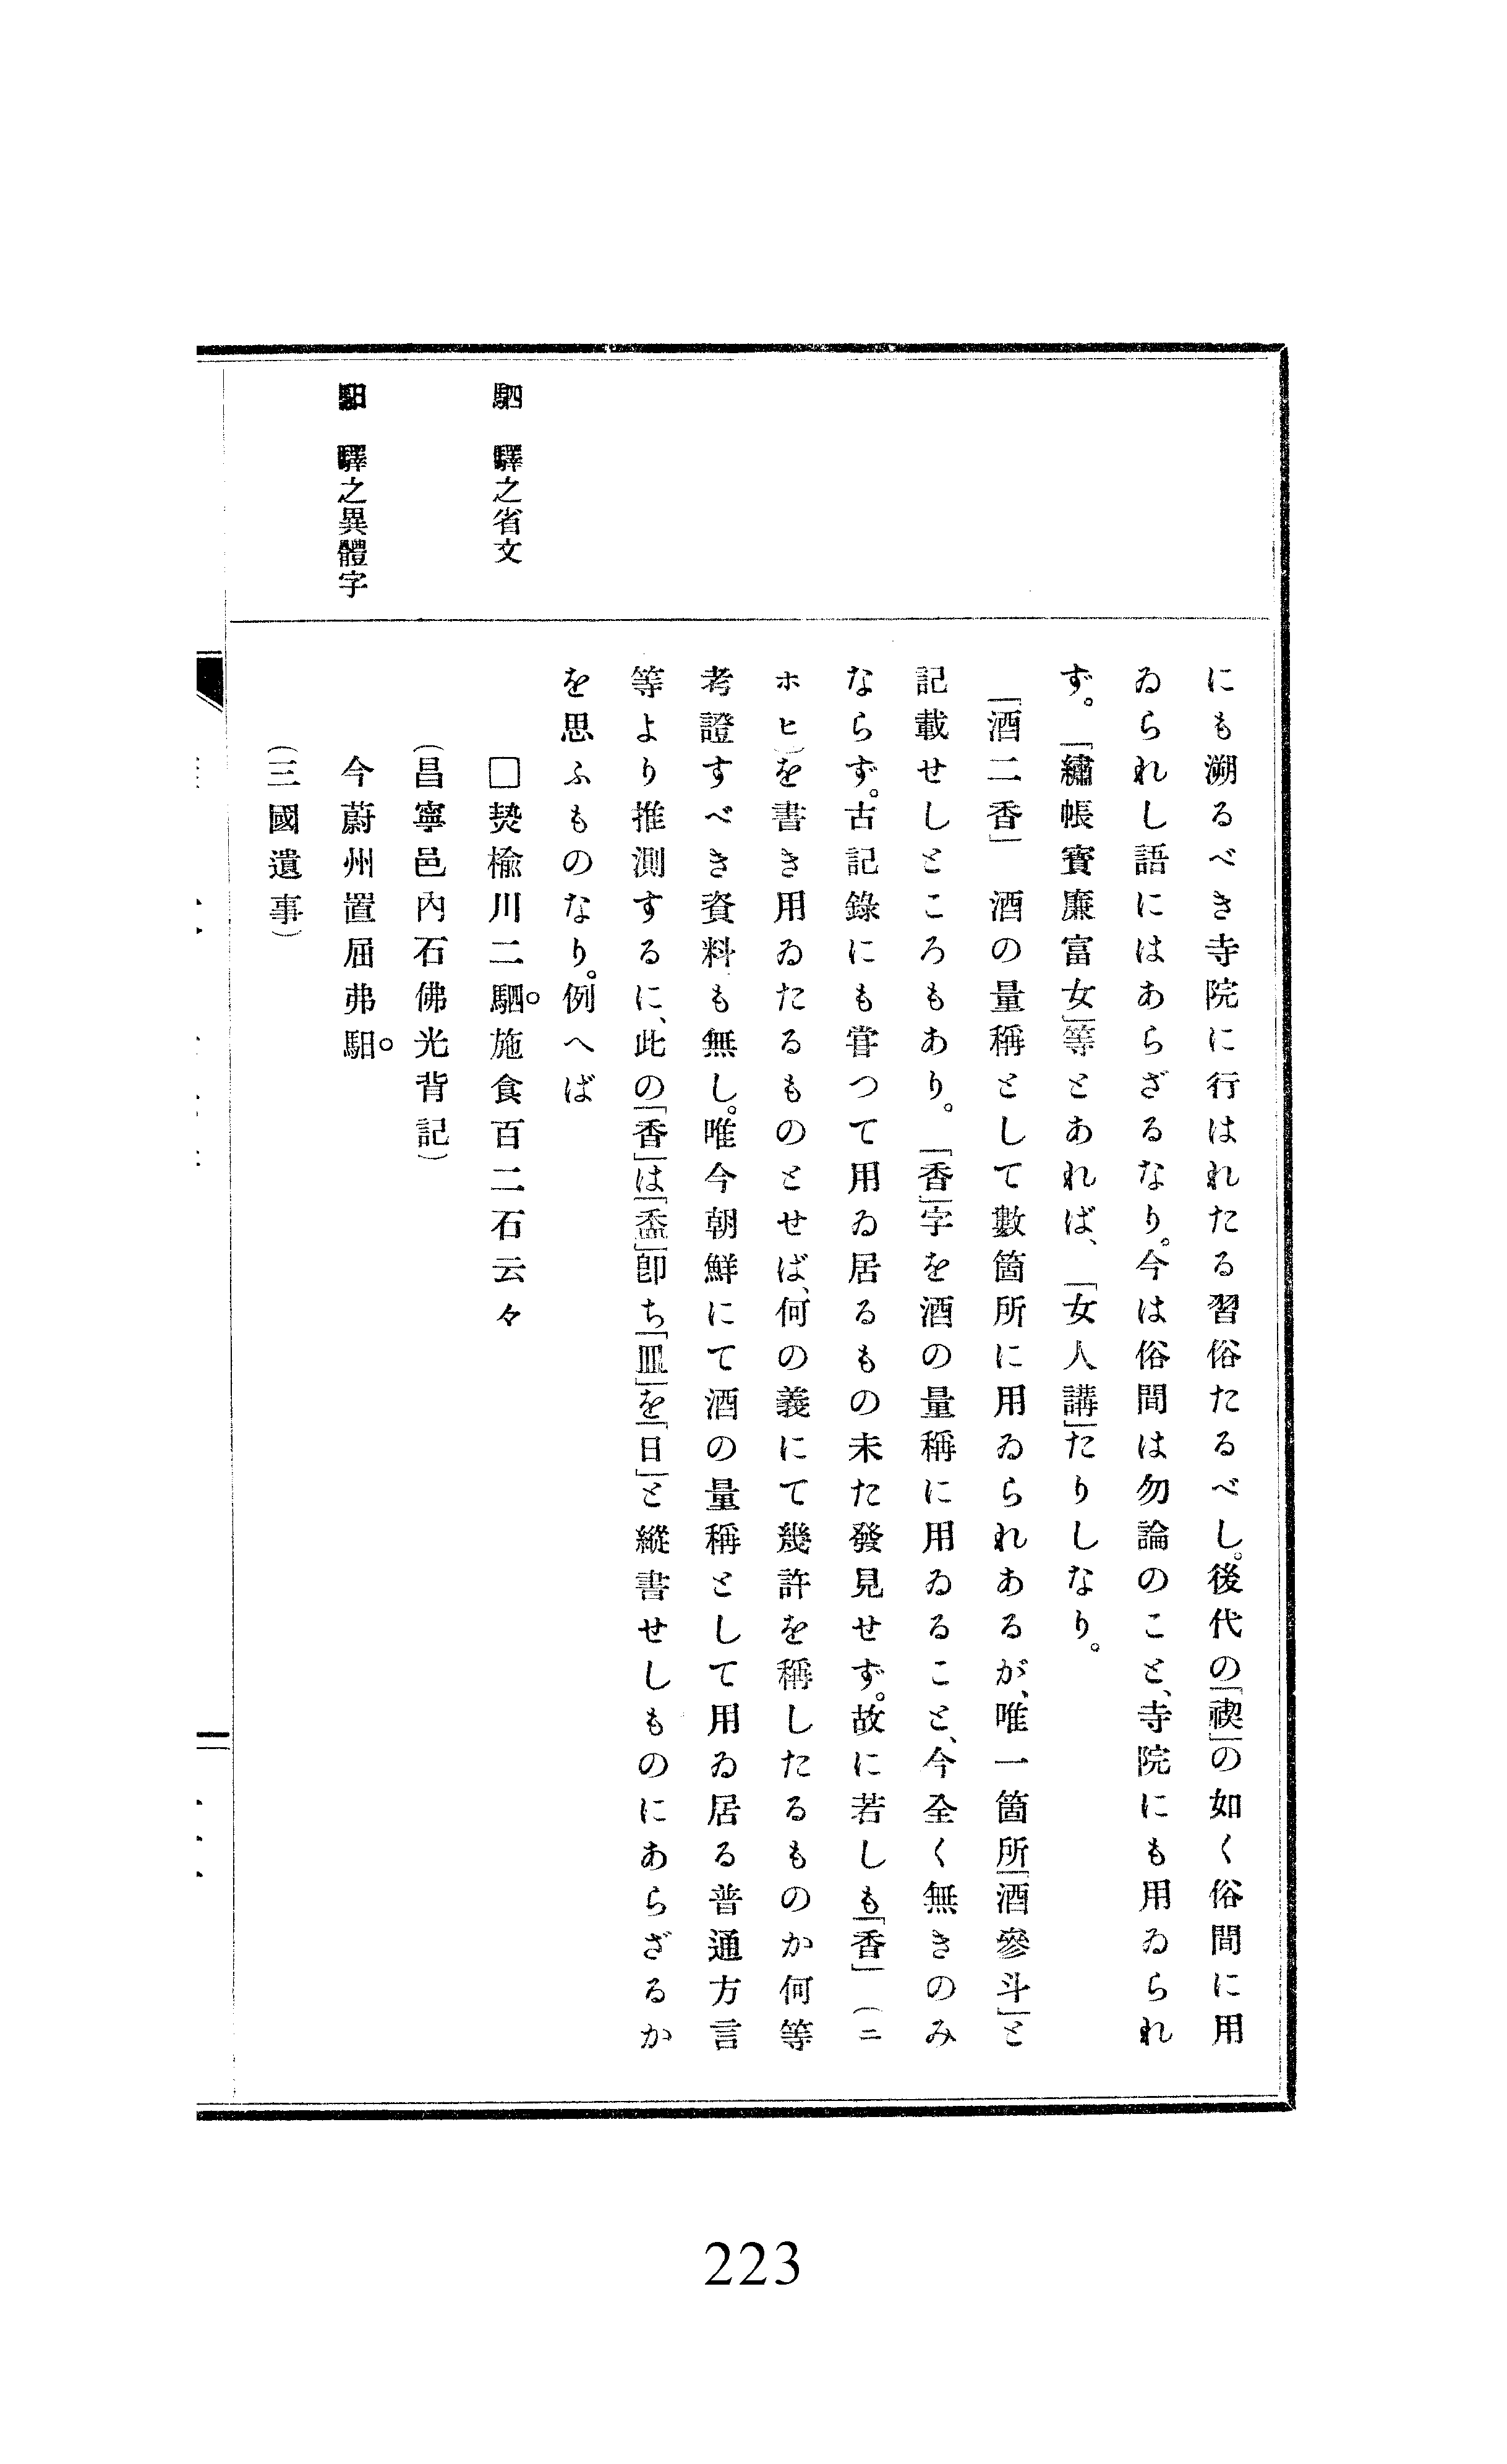 にも溯るべき寺院に行はれたる習俗たるべし。後代の「禊」の如く俗間に用
ゐられし語にはあらざるなり。今は俗間は勿論のこと、寺院にも用ゐられ
ず。「繡帳寶廉富女」等とあれば、「女人講」たりしなり。
「酒二香」　酒の量稱として數箇所に用ゐられあるが、唯一箇所「酒參斗」と
記載せしところもあり。「香」字を酒の量稱に用ゐること、今全く無きのみ
ならず。古記錄にも甞つて用ゐ居るもの未た發見せず。故に若しも「香」（ニ
ホヒ）を書き用ゐたるものとせば、何の義にて幾許を稱したるものか何等
考證すべき資料も無し。唯今朝鮮にて酒の量稱として用ゐ居る普通方言
等より推測するに、此の「香」は「盃」卽ち「皿」を「日」と縱書せしものにあらざるか
を思ふものなり。例へば
駟　驛之省文
□𤏶楡川二駟施食百二石云々
（昌寧邑內石佛光背記）
馹　驛之異體字
今蔚州置屈弗馹。
（三國遺事）
223